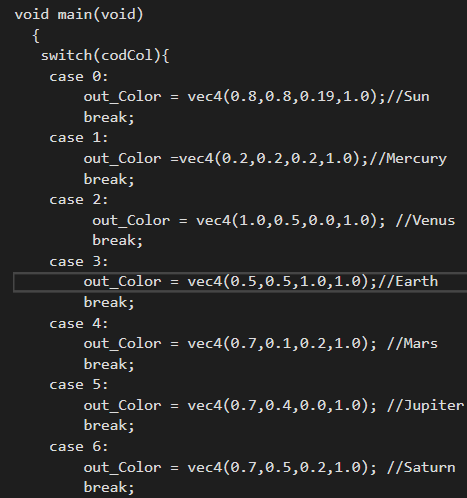 void main(void)
{
switch(codCol){
case 0:
out_Color = vec4(0.8,0.8,0.19,1.0);//Sun
break;
case 1:
out_Color =vec4(0.2,0.2,0.2,1.0);//Mercury
break;
case 2:
out_Color = vec4(1.0,0.5,0.0,1.0); //Venus
break;
case 3:
out_Color = vec4(0.5,0.5,1.0,1.0);//Earth
break;
case 4:
out_Color = vec4(0.7,0.1,0.2,1.0); //Mars
break;
case 5:
out_Color = vec4(0.7,0.4,0.0,1.0); //Jupiter
break;
case 6:
out_Color = vec4(0.7,0.5,0.2,1.0); //Saturn
break;